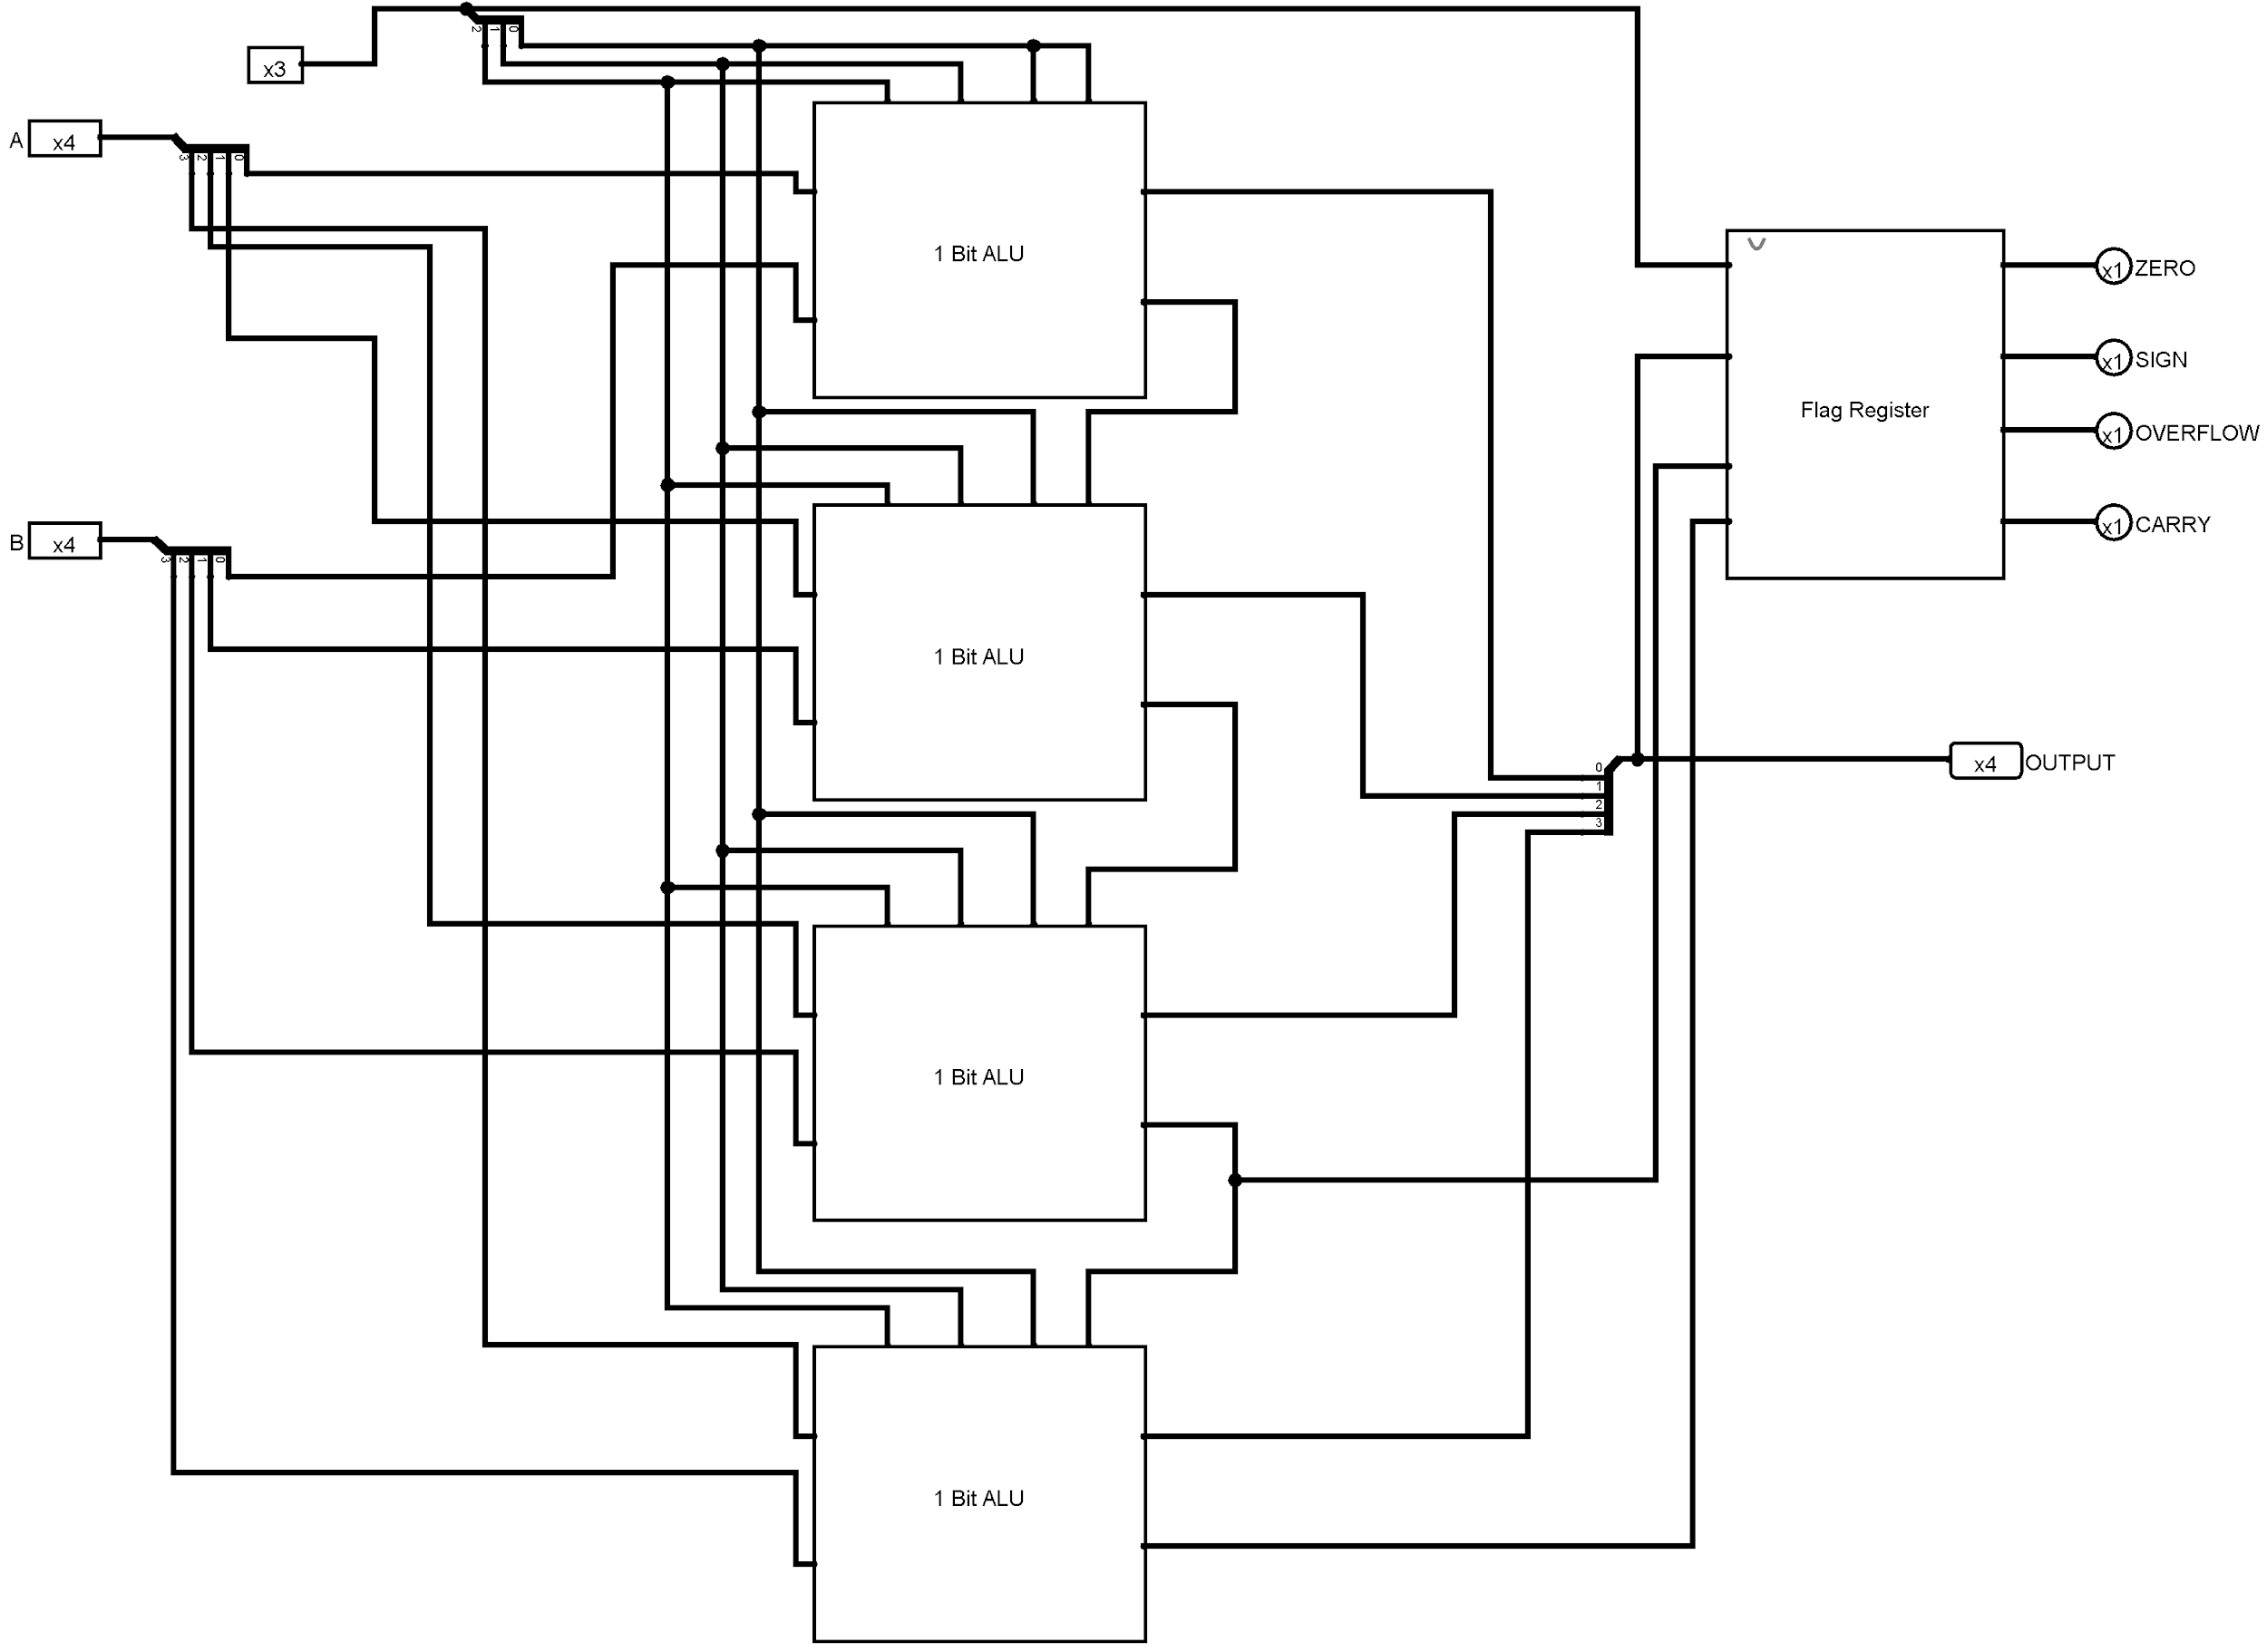 2 1 0
x3
A x4
3 2 1 0
1 Bit ALU
ZERO x1
SIGN x1
Flag Register
OVERFLOW x1
CARRY x1
B x4
3 2 1 0
1 Bit ALU
0
1
2
3
x4 OUTPUT
1 Bit ALU
1 Bit ALU